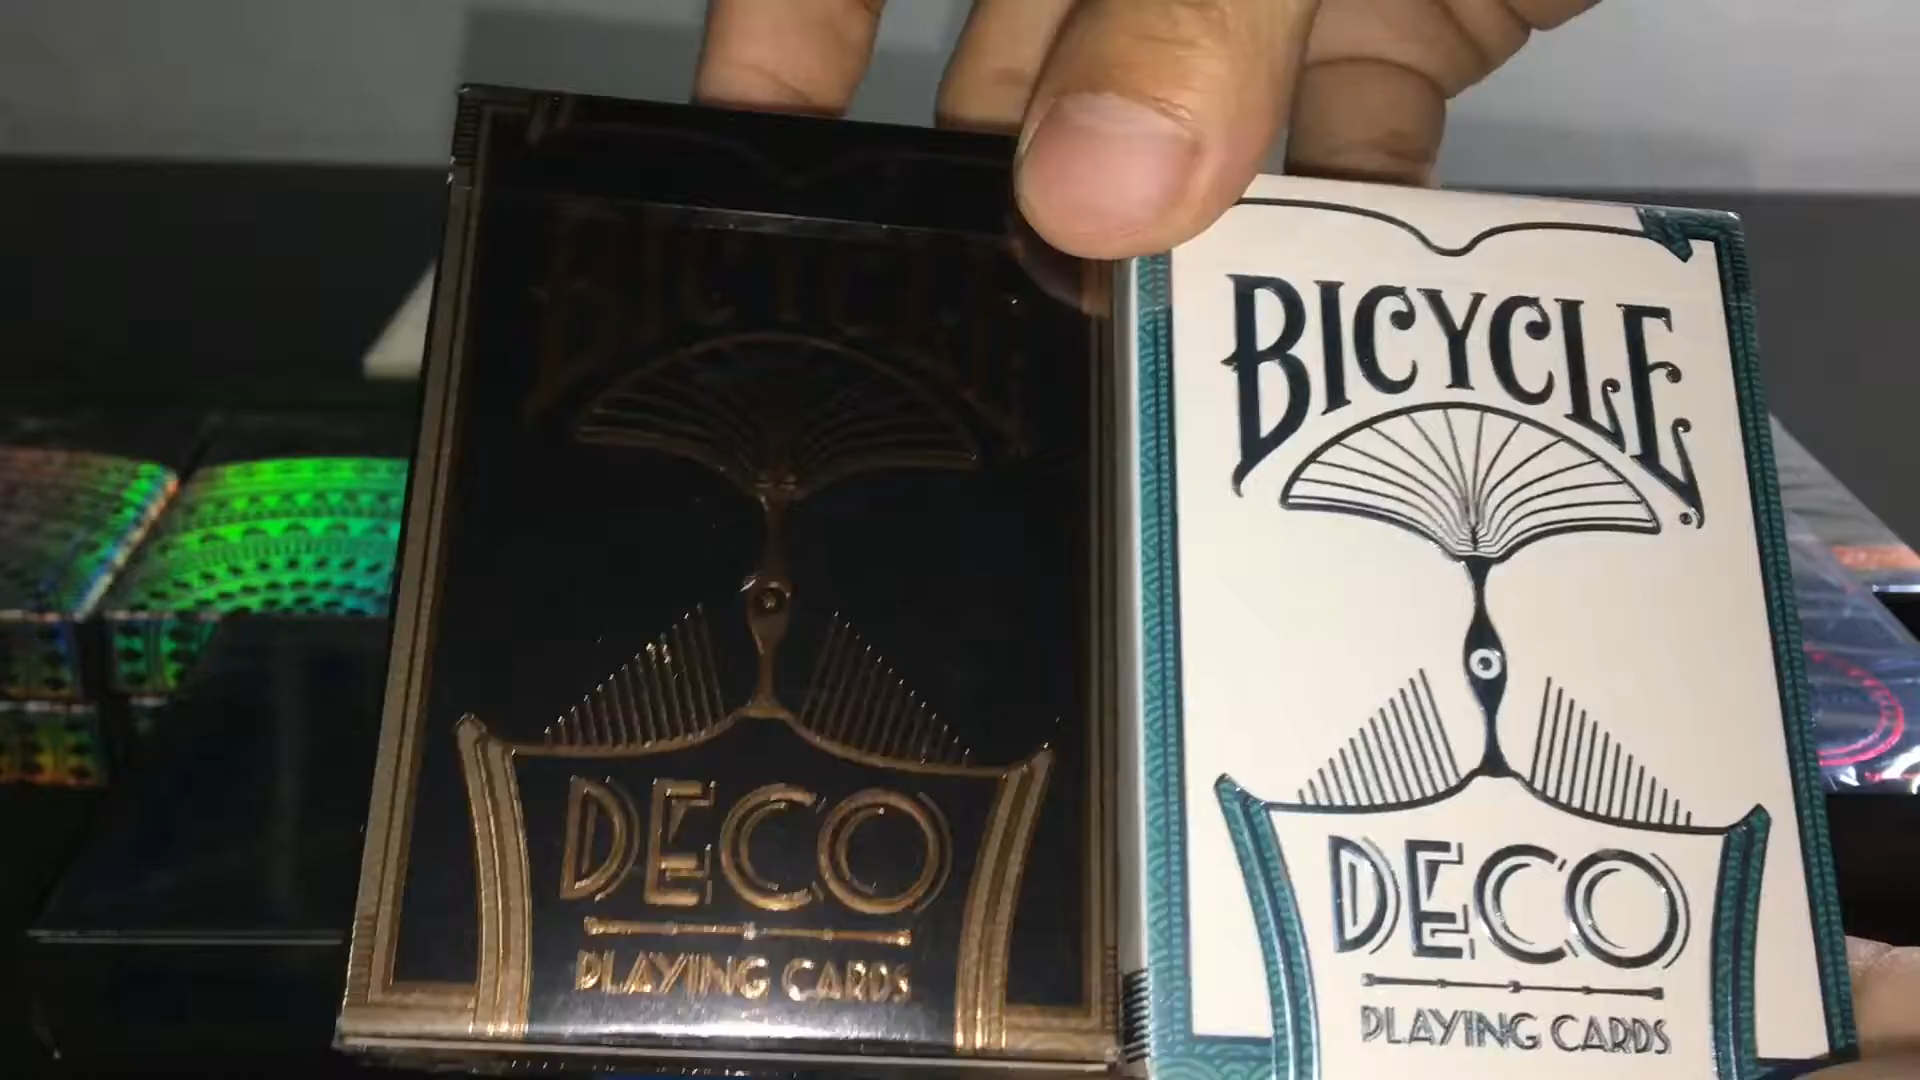 BICYCLE
DECO
PLAYING CARDS
BICYCLE
DECO
PLAYING CARDS